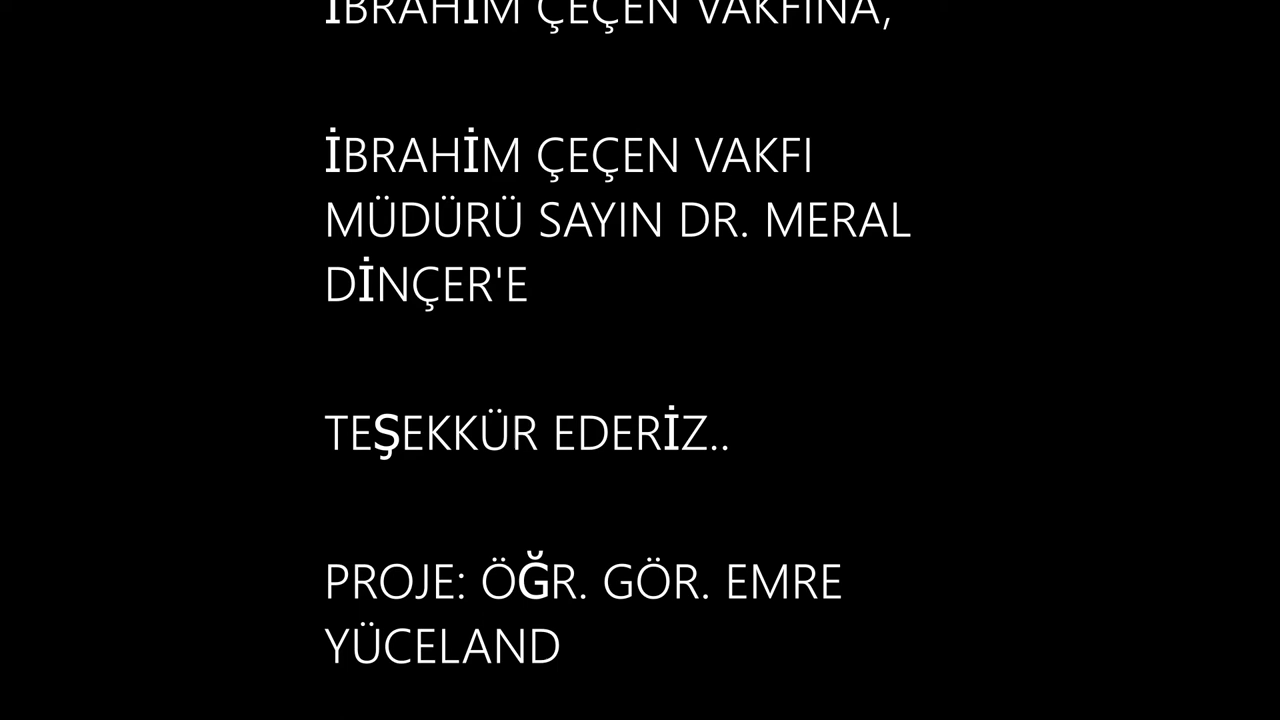 İBRAHİM ÇEÇEN VAKFINA,
İBRAHİM ÇEÇEN VAKFI
MÜDÜRÜ SAYIN DR. MERAL
DİNÇER'E
TEŞEKKÜR EDERİZ..
PROJE: ÖĞR. GÖR. EMRE
YÜCELAND